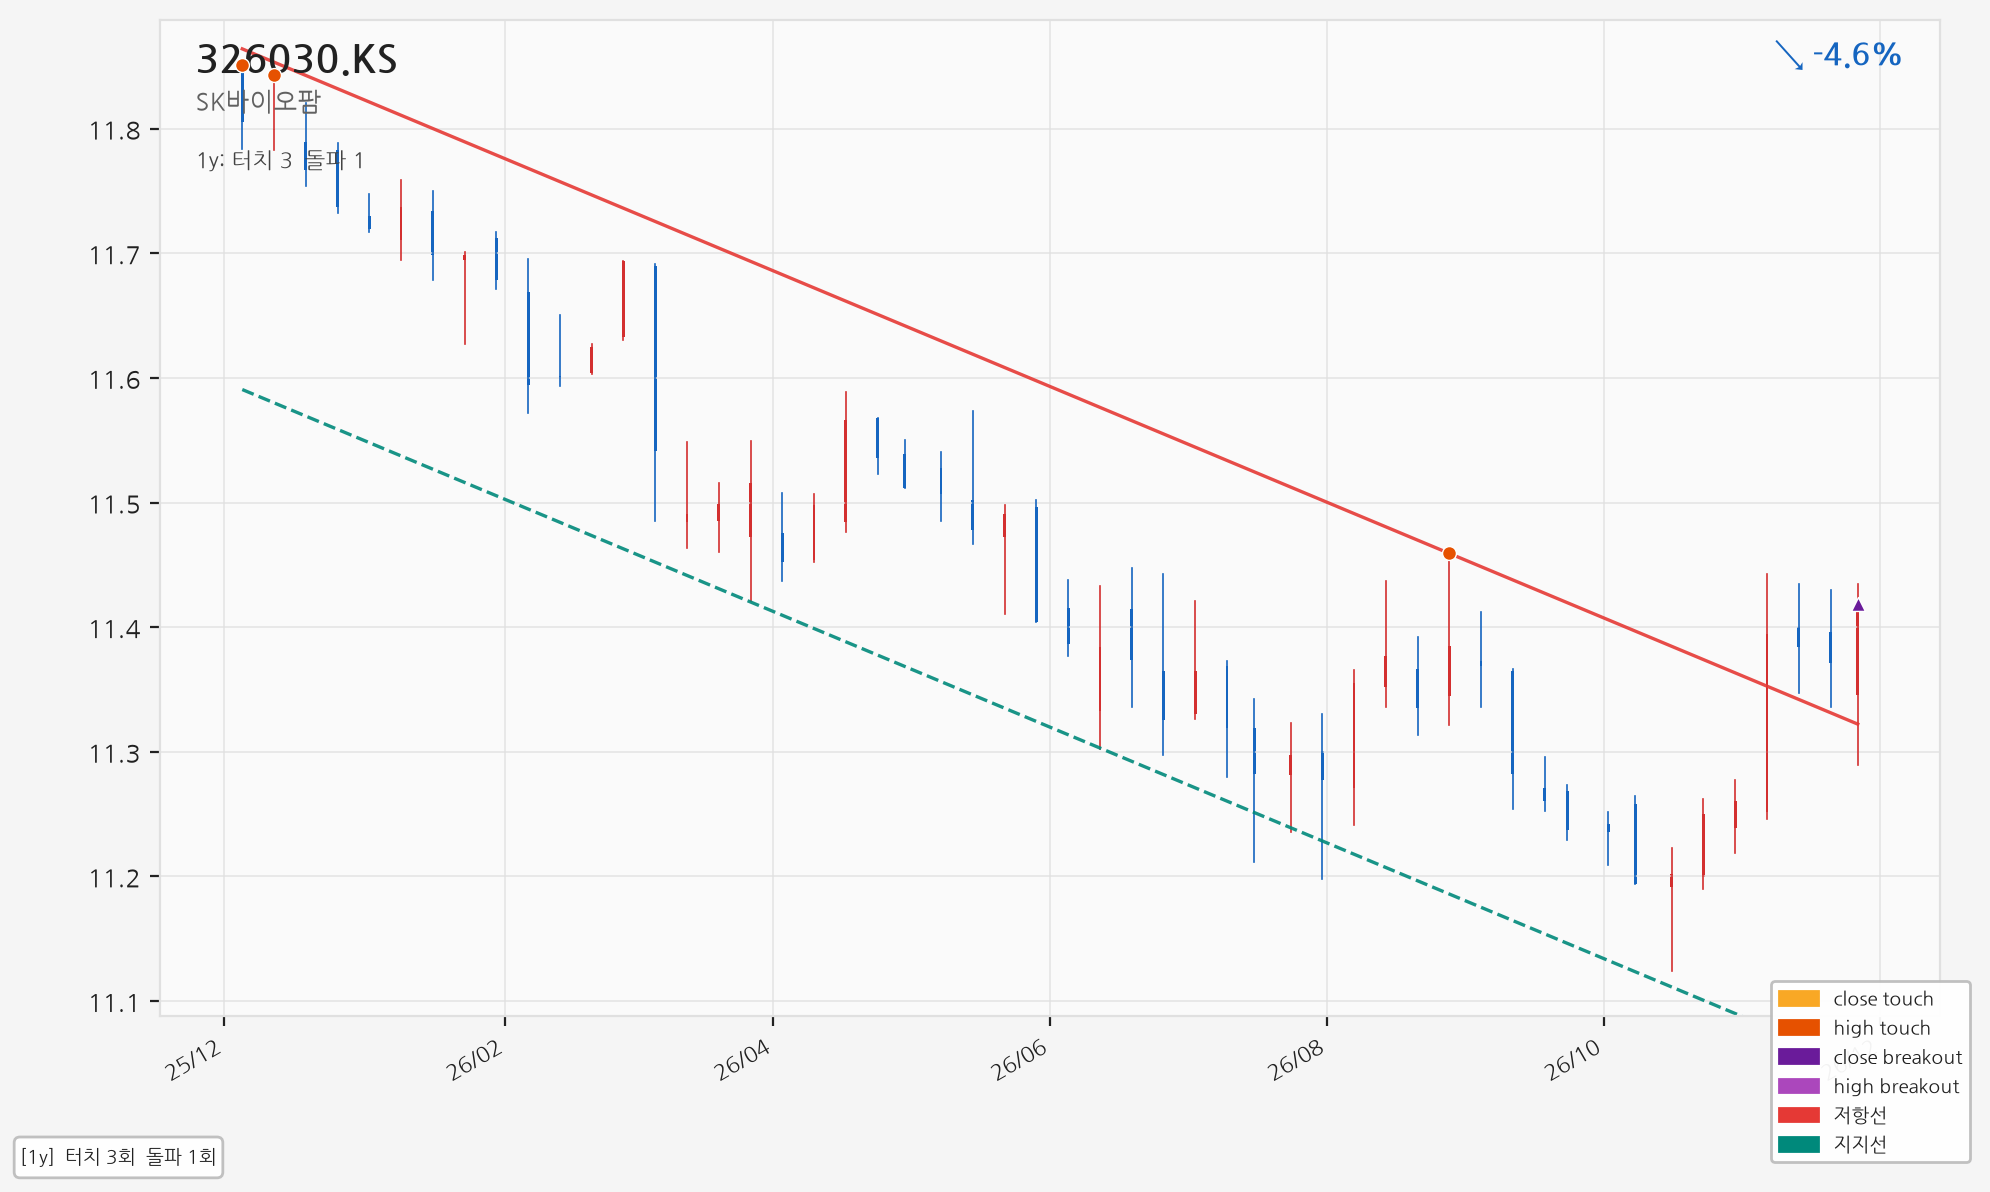 326030.KS
SK바이오팜
1y: 터치 3  돌파 1
-4.6%
11.8
11.7
11.6
11.5
11.4
11.3
11.2
11.1
25/12
26/02
26/04
26/06
26/08
26/10
close touch
high touch
close breakout
high breakout
저항선
지지선
[1y]  터치 3회  돌파 1회